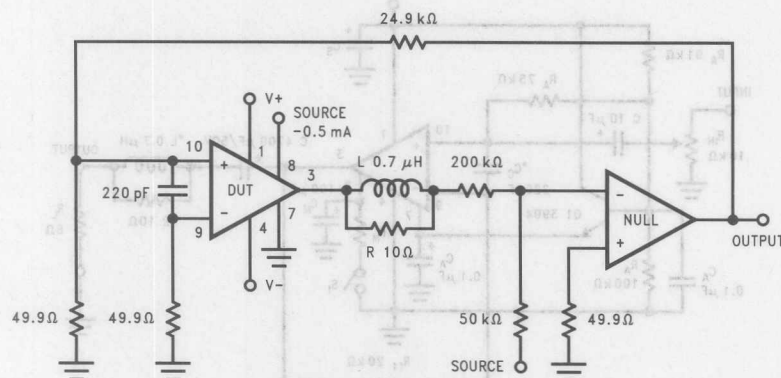 24.9 kΩ
V+
SOURCE
-0.5 mA
10
1
8
+
DUT
3
L 0.7 µH
200 kΩ
220 pF
-
9
4
7
R 10Ω
-
NULL
+
OUTPUT
V-
49.9Ω
49.9Ω
50 kΩ
49.9Ω
SOURCE